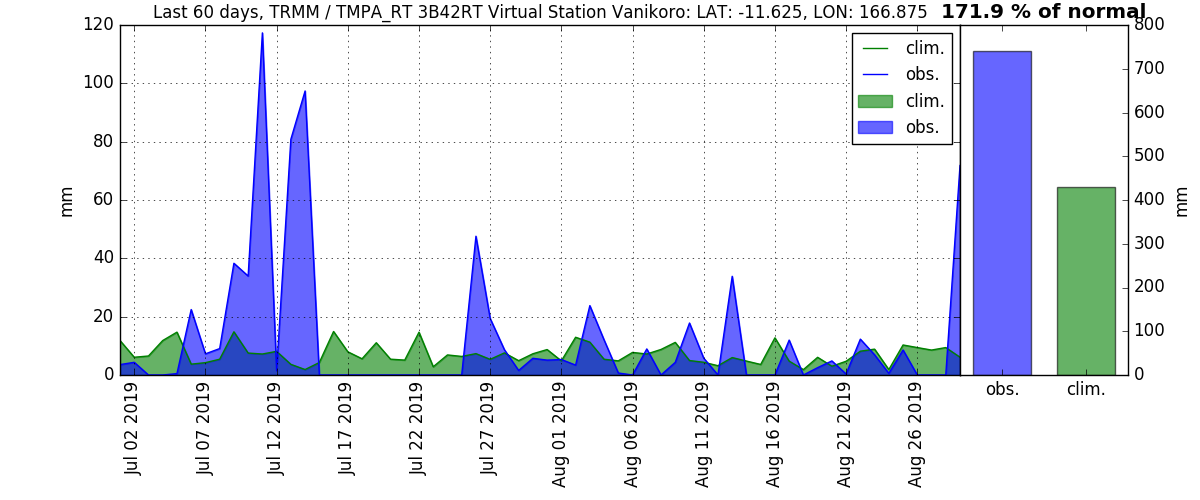 Last 60 days, TRMM / TMPA_RT 3B42RT Virtual Station Vanikoro: LAT: -11.625, LON: 166.875 171.9 % of normal
120
100
80
60
40
20
0
mm
clim.
obs.
clim.
obs.
800
700
600
500
400
300
200
100
0
mm
Jul 02 2019
Jul 07 2019
Jul 12 2019
Jul 17 2019
Jul 22 2019
Jul 27 2019
Aug 01 2019
Aug 06 2019
Aug 11 2019
Aug 16 2019
Aug 21 2019
Aug 26 2019
obs.
clim.